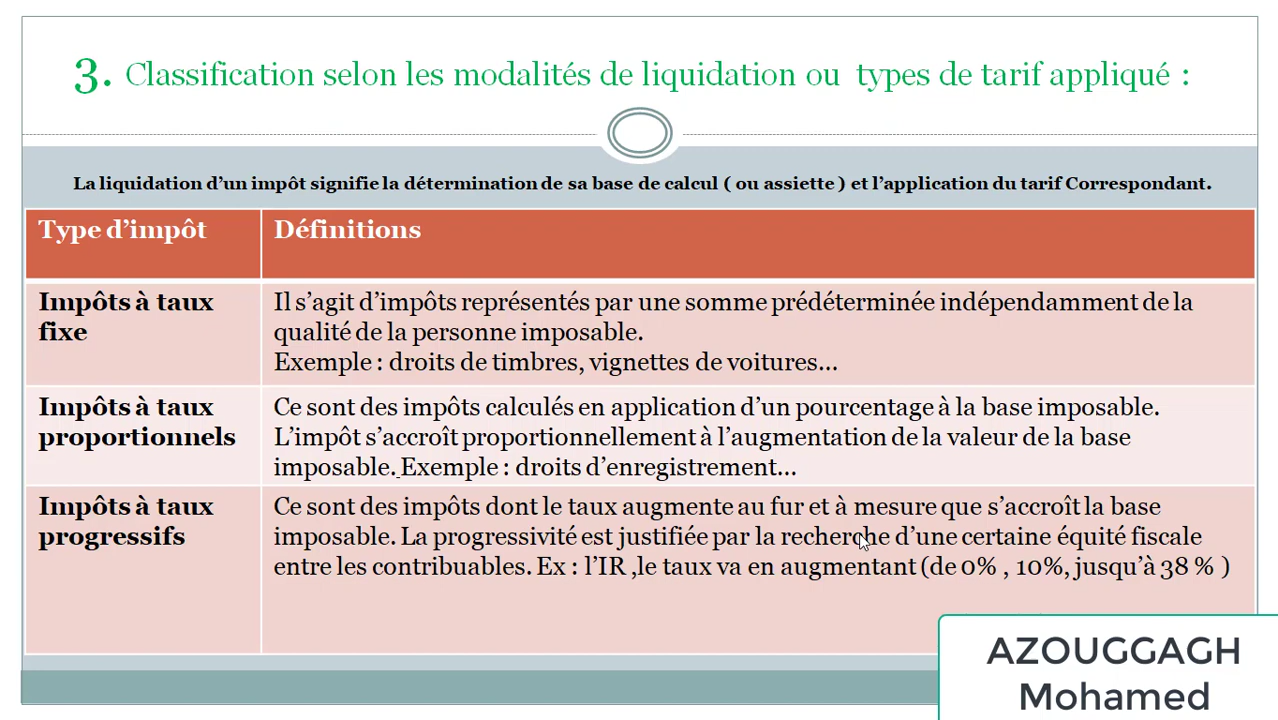 3. Classification selon les modalités de liquidation ou types de tarif appliqué :
La liquidation d’un impôt signifie la détermination de sa base de calcul ( ou assiette ) et l’application du tarif Correspondant.
Type d’impôt
Définitions
Impôts à taux
fixe
Il s’agit d’impôts représentés par une somme prédéterminée indépendamment de la
qualité de la personne imposable.
Exemple : droits de timbres, vignettes de voitures…
Impôts à taux
proportionnels
Ce sont des impôts calculés en application d’un pourcentage à la base imposable.
L’impôt s’accroît proportionnellement à l’augmentation de la valeur de la base
imposable. Exemple : droits d’enregistrement…
Impôts à taux
progressifs
Ce sont des impôts dont le taux augmente au fur et à mesure que s’accroît la base
imposable. La progressivité est justifiée par la recherche d’une certaine équité fiscale
entre les contribuables. Ex : l’IR ,le taux va en augmentant (de 0% , 10%, jusqu’à 38 % )
AZOUGGAGH
Mohamed